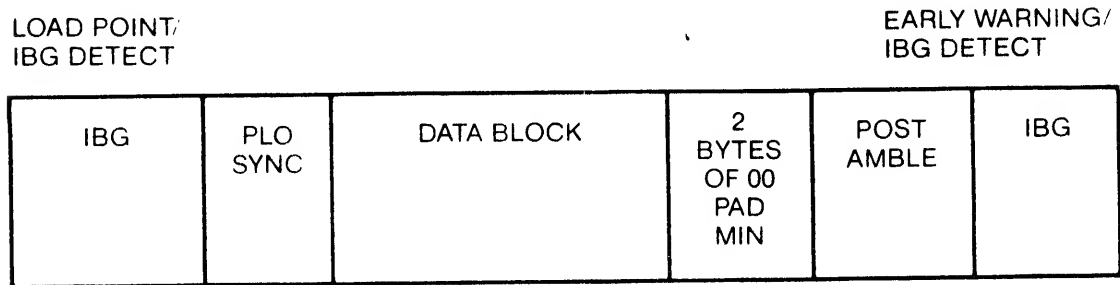 LOAD POINT/
IBG DETECT
EARLY WARNING/
IBG DETECT
IBG
PLO
SYNC
DATA BLOCK
2
BYTES
OF 00
PAD
MIN
POST
AMBLE
IBG